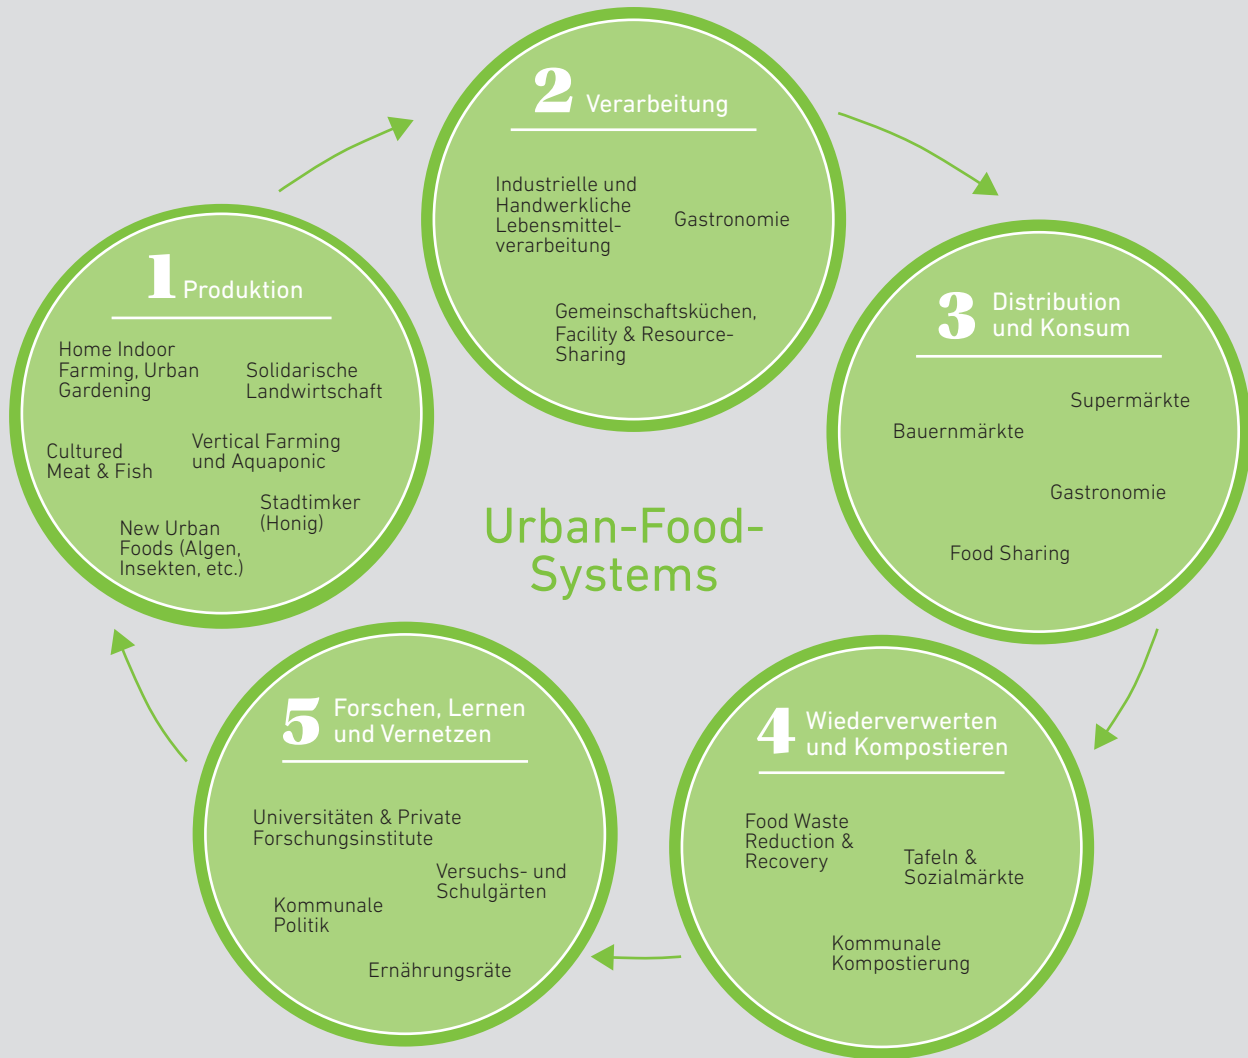 1 Produktion
Home Indoor
Farming, Urban
Gardening
Solidarische
Landwirtschaft
Cultured
Meat & Fish
Vertical Farming
und Aquaponic
Stadtimker
(Honig)
New Urban
Foods (Algen,
Insekten, etc.)
2 Verarbeitung
Industrielle und
Handwerkliche
Lebensmittel-
verarbeitung
Gastronomie
Gemeinschaftsküchen,
Facility & Resource-
Sharing
3 Distribution
und Konsum
Supermärkte
Bauernmärkte
Gastronomie
Food Sharing
Urban-Food-
Systems
4 Wiederverwerten
und Kompostieren
Food Waste
Reduction &
Recovery
Tafeln &
Sozialmärkte
Kommunale
Kompostierung
5 Forschen, Lernen
und Vernetzen
Universitäten & Private
Forschungsinstitute
Versuchs- und
Schulgärten
Kommunale
Politik
Ernährungsräte